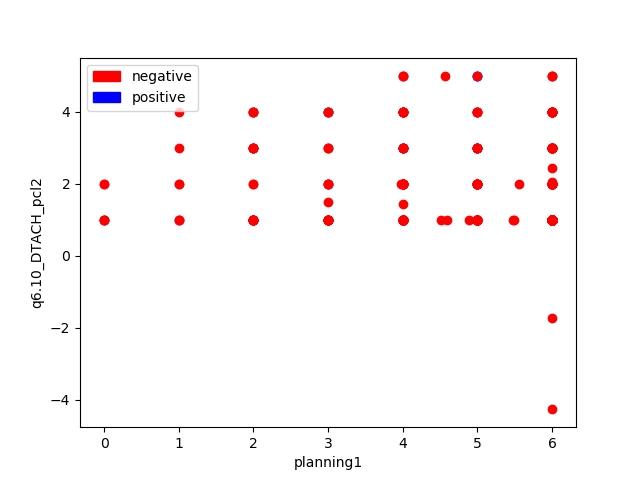 negative
positive
4
2
0
−2
−4
q6.10_DTACH_pcl2
0 1 2 3 4 5 6
planning1